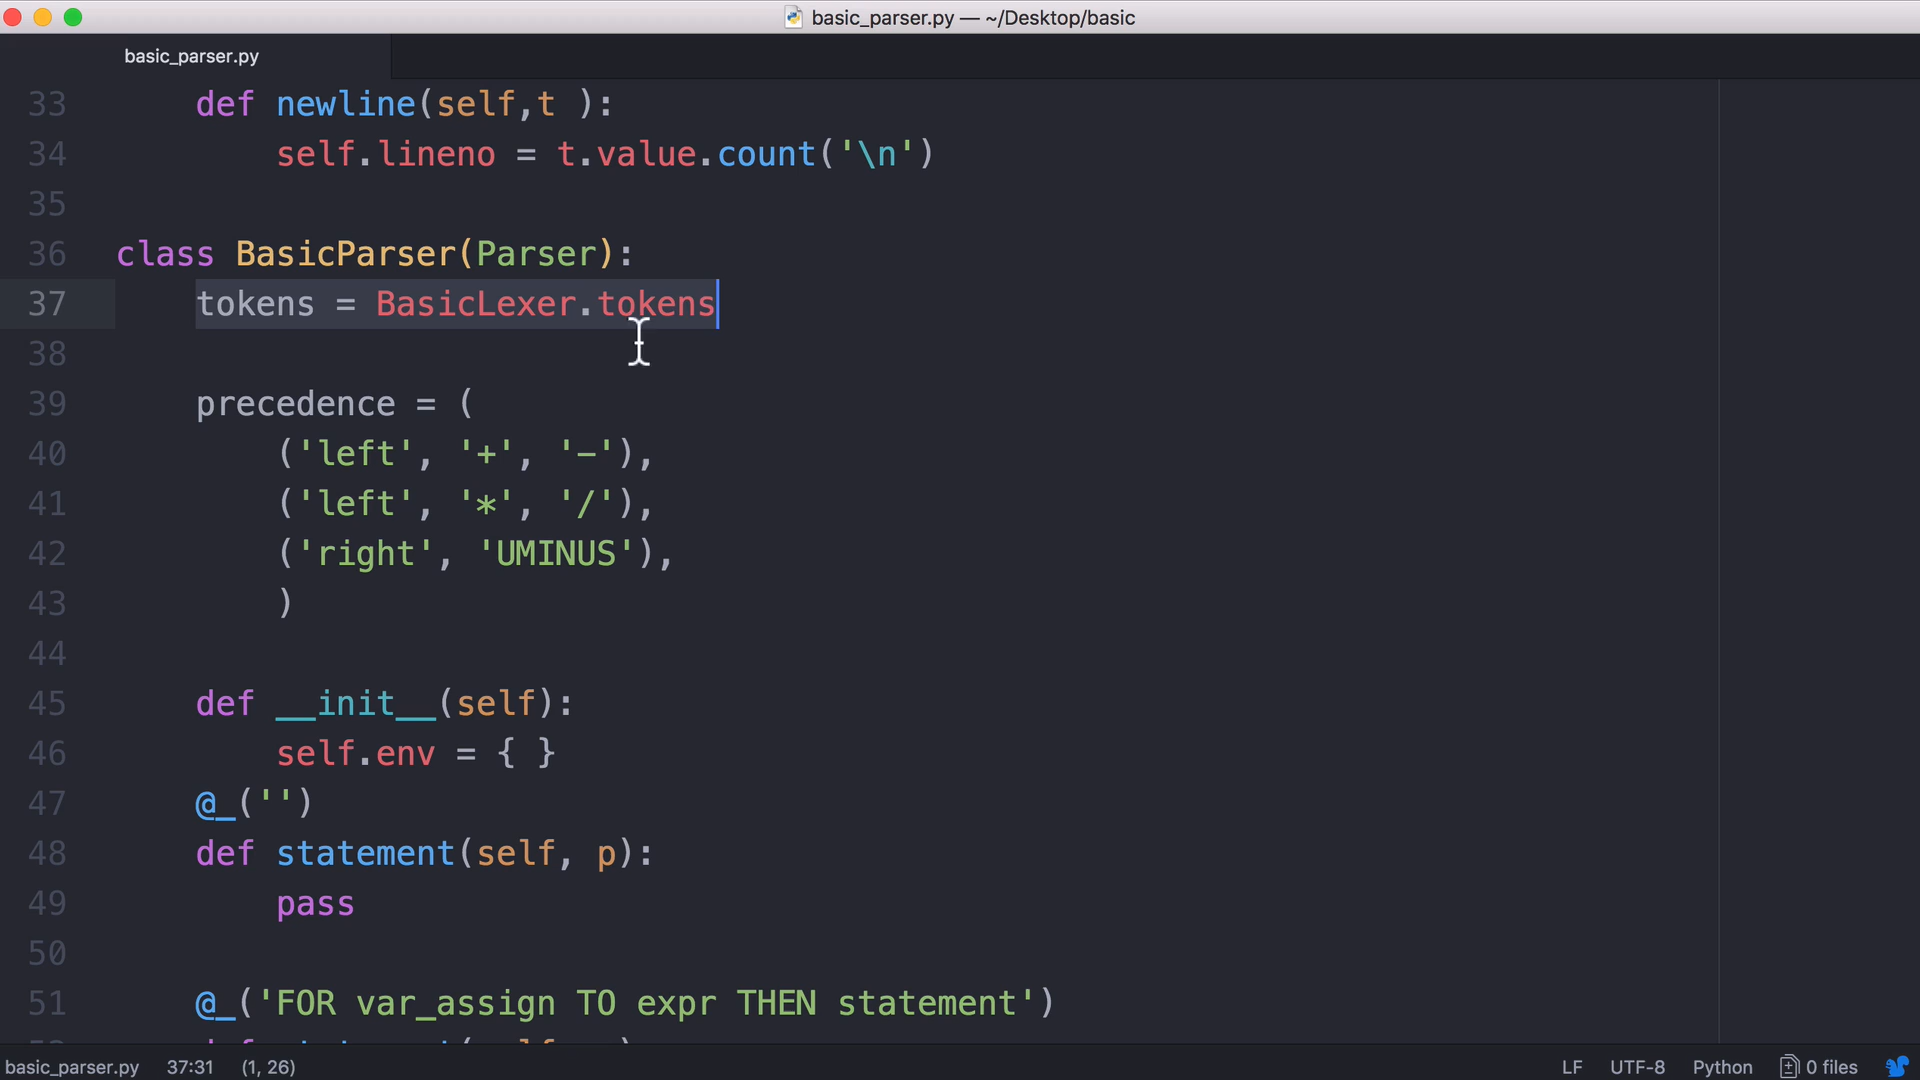 basic_parser.py — ~/Desktop/basic
basic_parser.py
33 def newline(self,t ):
34 self.lineno = t.value.count('\n')
35
36 class BasicParser(Parser):
37 tokens = BasicLexer.tokens
38
39 precedence = (
40 ('left', '+', '-'),
41 ('left', '*', '/'),
42 ('right', 'UMINUS'),
43 )
44
45 def __init__(self):
46 self.env = { }
47 @_('')
48 def statement(self, p):
49 pass
50
51 @_('FOR var_assign TO expr THEN statement')
basic_parser.py 37:31 (1, 26) LF UTF-8 Python 0 files